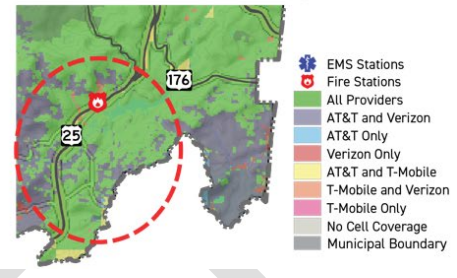 176
25
EMS Stations
Fire Stations
All Providers
AT&T and Verizon
AT&T Only
Verizon Only
AT&T and T-Mobile
T-Mobile and Verizon
T-Mobile Only
No Cell Coverage
Municipal Boundary